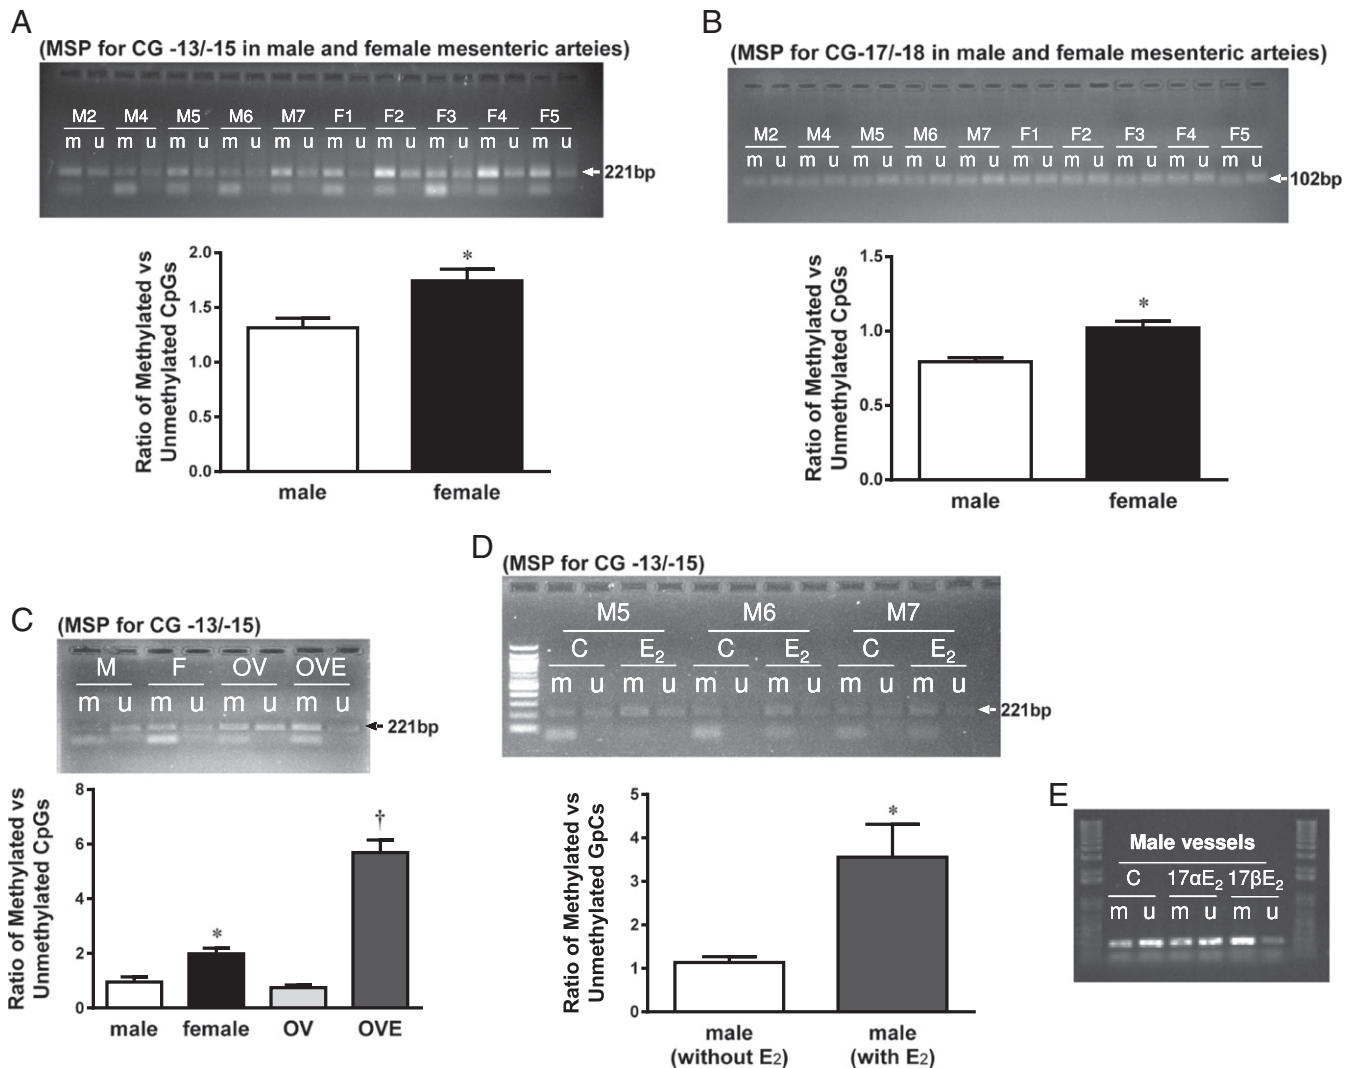 A
(MSP for CG -13/-15 in male and female mesenteric arteies)
M2 M4 M5 M6 M7 F1 F2 F3 F4 F5
m u m u m u m u m u m u m u m u m u m u
221bp
Ratio of Methylated vs
Unmethylated CpGs
2.0
1.5
1.0
0.5
0.0
*
male female
B
(MSP for CG-17/-18 in male and female mesenteric arteies)
M2 M4 M5 M6 M7 F1 F2 F3 F4 F5
m u m u m u m u m u m u m u m u m u m u
102bp
Ratio of Methylated vs
Unmethylated CpGs
1.5
1.0
0.5
0.0
*
male female
C
(MSP for CG -13/-15)
M F OV OVE
m u m u m u m u
221bp
Ratio of Methylated vs
Unmethylated CpGs
8
6
4
2
0
* †
male female OV OVE
D
(MSP for CG -13/-15)
M5 M6 M7
C E2 C E2 C E2
m u m u m u m u m u m u
221bp
Ratio of Methylated vs
Unmethylated GpCs
5
4
3
2
1
0
*
male male
(without E2) (with E2)
E
Male vessels
C 17αE2 17βE2
m u m u m u